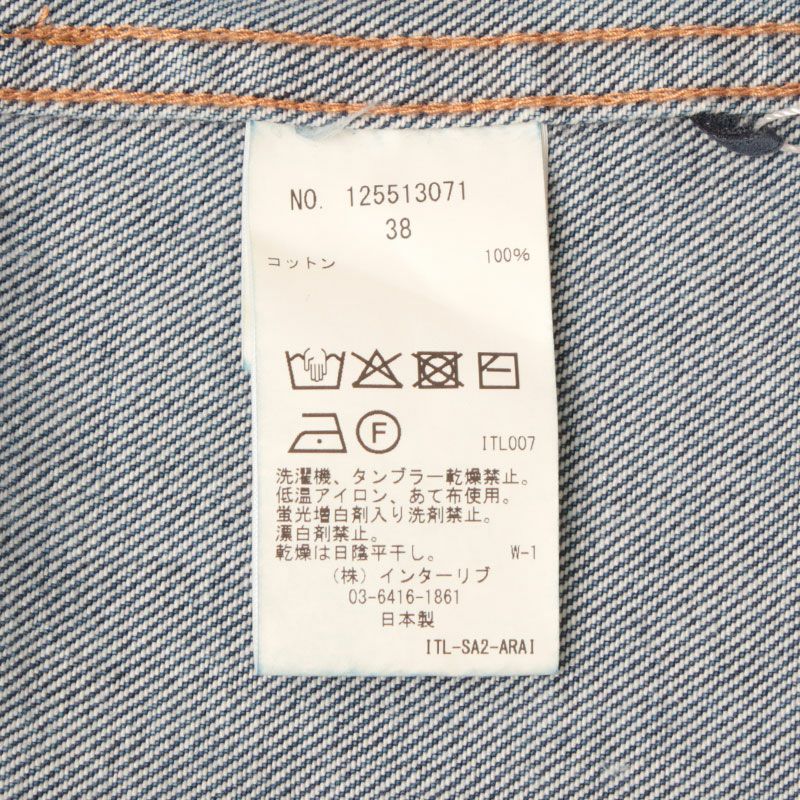 NO. 125513071
38
コットン 100%
F
ITL007
洗濯機、タンブラー乾燥禁止。
低温アイロン、あて布使用。
蛍光増白剤入り洗剤禁止。
漂白剤禁止。
乾燥は日陰平干し。 W-1
(株) インターリブ
03-6416-1861
日本製
ITL-SA2-ARAI